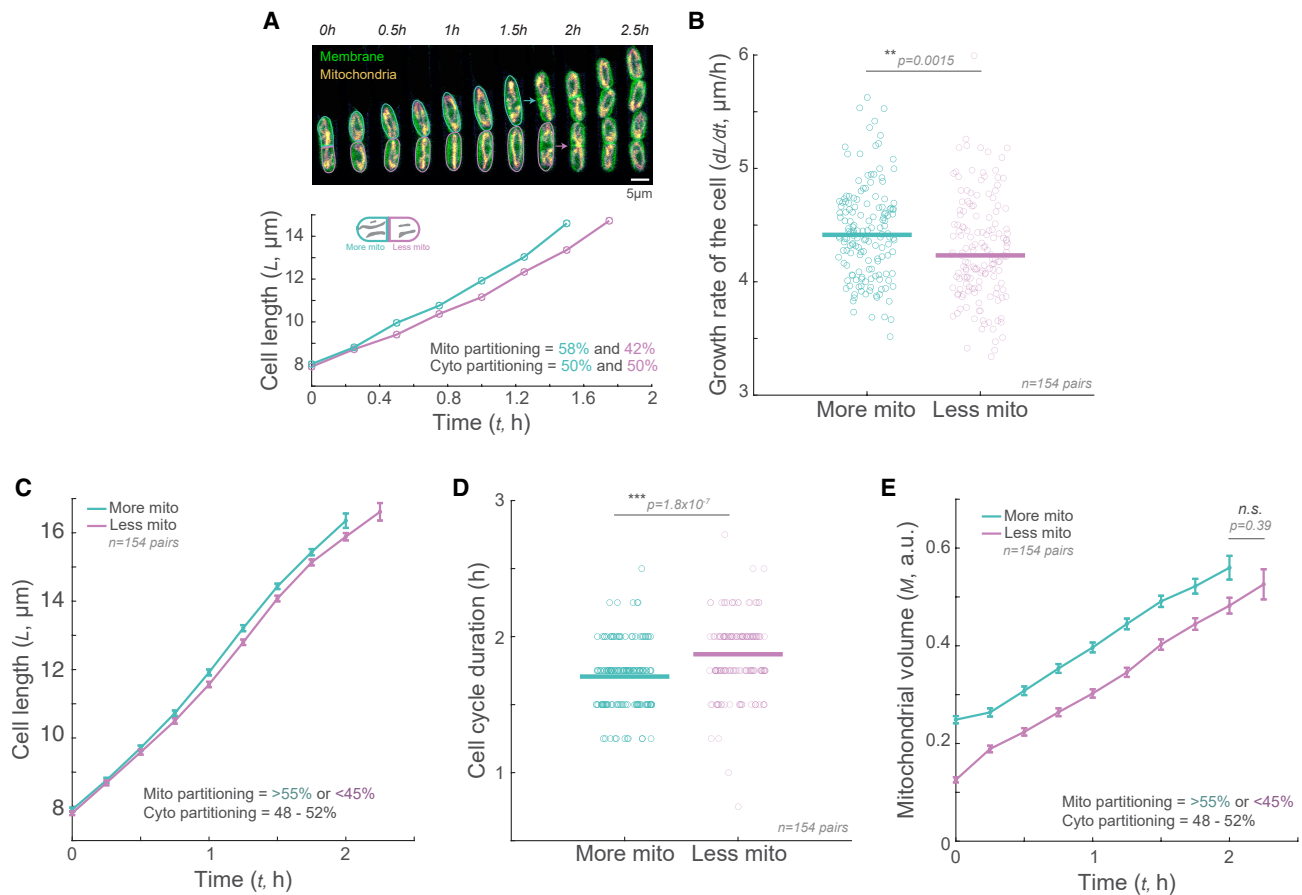 A
0h 0.5h 1h 1.5h 2h 2.5h
Membrane
Mitochondria
5μm
Cell length (L, μm)
14
12
10
8
More mito Less mito
Mito partitioning = 58% and 42%
Cyto partitioning = 50% and 50%
0 0.4 0.8 1.2 1.6 2
Time (t, h)
B
Growth rate of the cell (dL/dt, μm/h)
6
5
4
3
**
p=0.0015
n=154 pairs
More mito Less mito
C
More mito
Less mito
n=154 pairs
Cell length (L, μm)
16
14
12
10
8
Mito partitioning = >55% or <45%
Cyto partitioning = 48 - 52%
0 1 2
Time (t, h)
D
Cell cycle duration (h)
3
2
1
***
p=1.8x10⁻⁷
n=154 pairs
More mito Less mito
E
More mito
Less mito
n=154 pairs
n.s.
p=0.39
Mitochondrial volume (M, a.u.)
0.6
0.4
0.2
0
Mito partitioning = >55% or <45%
Cyto partitioning = 48 - 52%
0 1 2
Time (t, h)